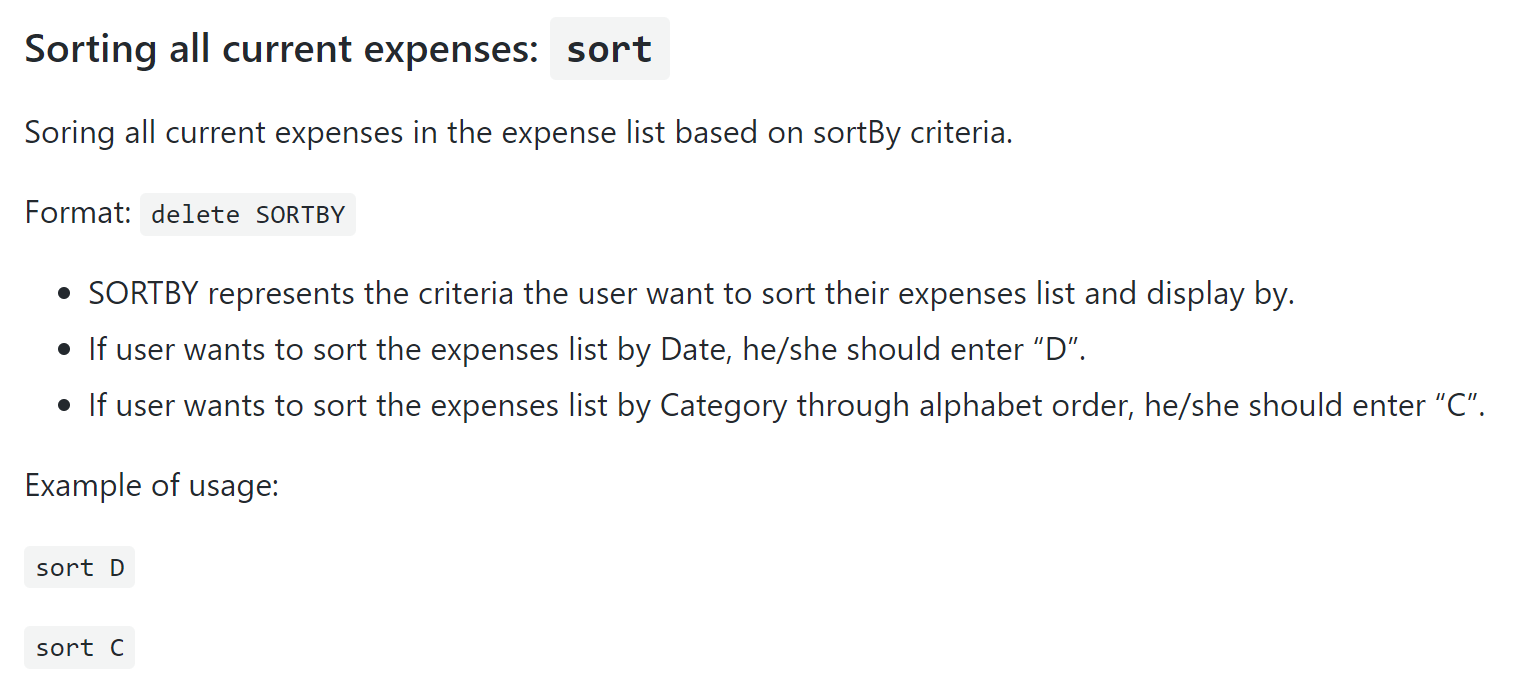 Sorting all current expenses: sort
Soring all current expenses in the expense list based on sortBy criteria.
Format: delete SORTBY
• SORTBY represents the criteria the user want to sort their expenses list and display by.
• If user wants to sort the expenses list by Date, he/she should enter “D”.
• If user wants to sort the expenses list by Category through alphabet order, he/she should enter “C”.
Example of usage:
sort D
sort C